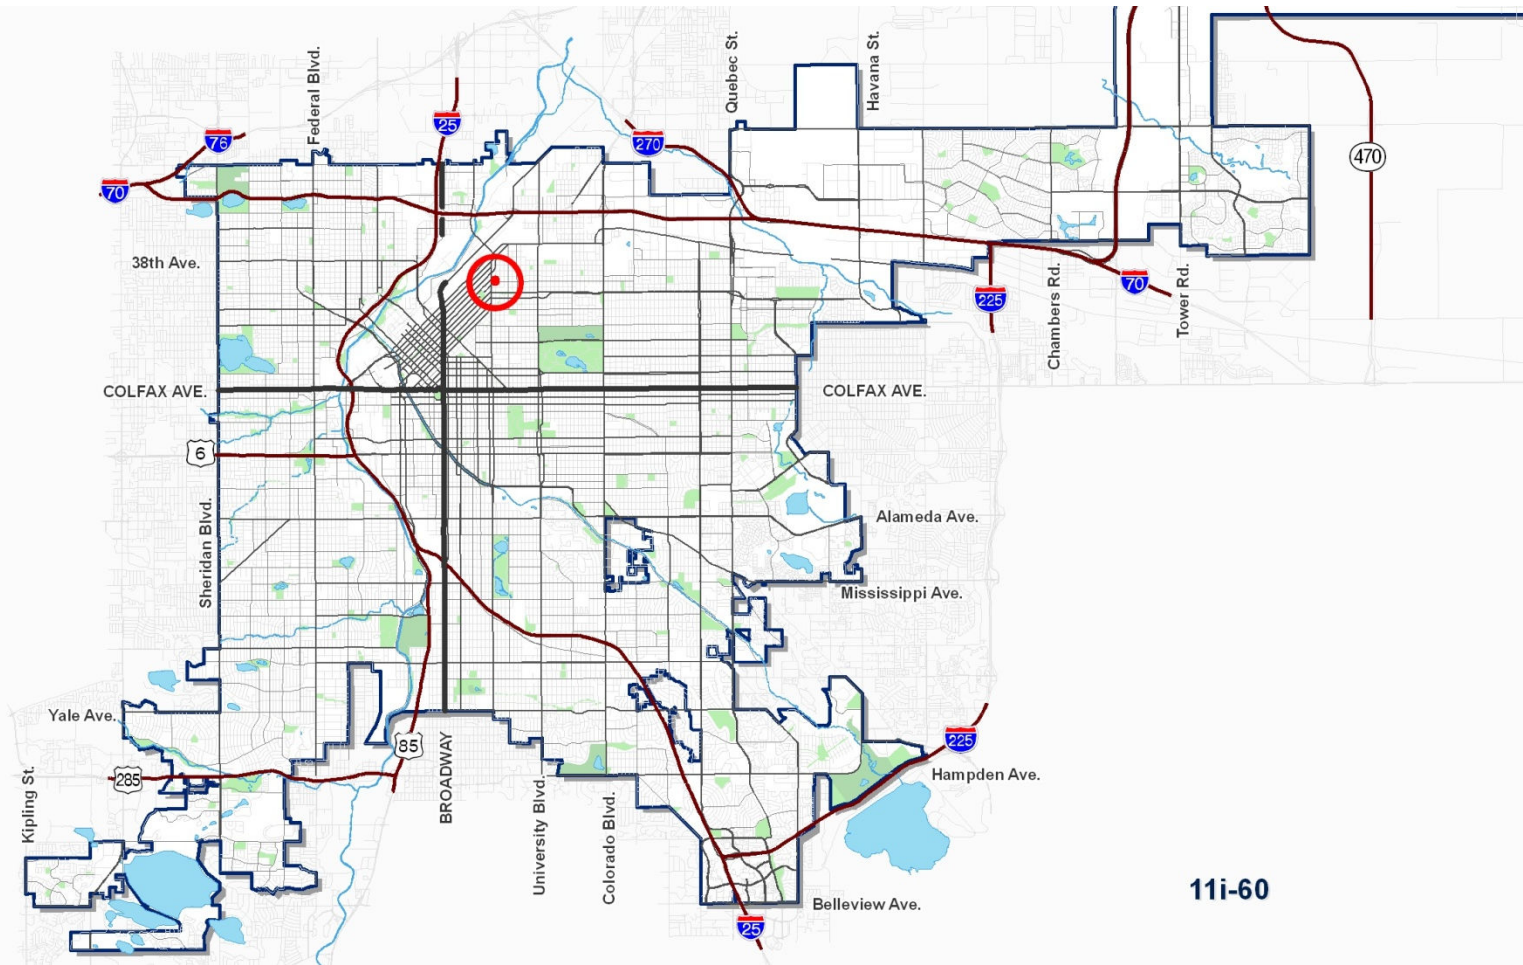 Federal Blvd.
Quebec St.
Havana St.
25
76
270
470
70
38th Ave.
225
Chambers Rd.
70
Tower Rd.
COLFAX AVE.
COLFAX AVE.
6
Sheridan Blvd.
Alameda Ave.
Mississippi Ave.
Yale Ave.
85
225
285
Hampden Ave.
Kipling St.
BROADWAY
University Blvd.
Colorado Blvd.
11i-60
Belleview Ave.
25